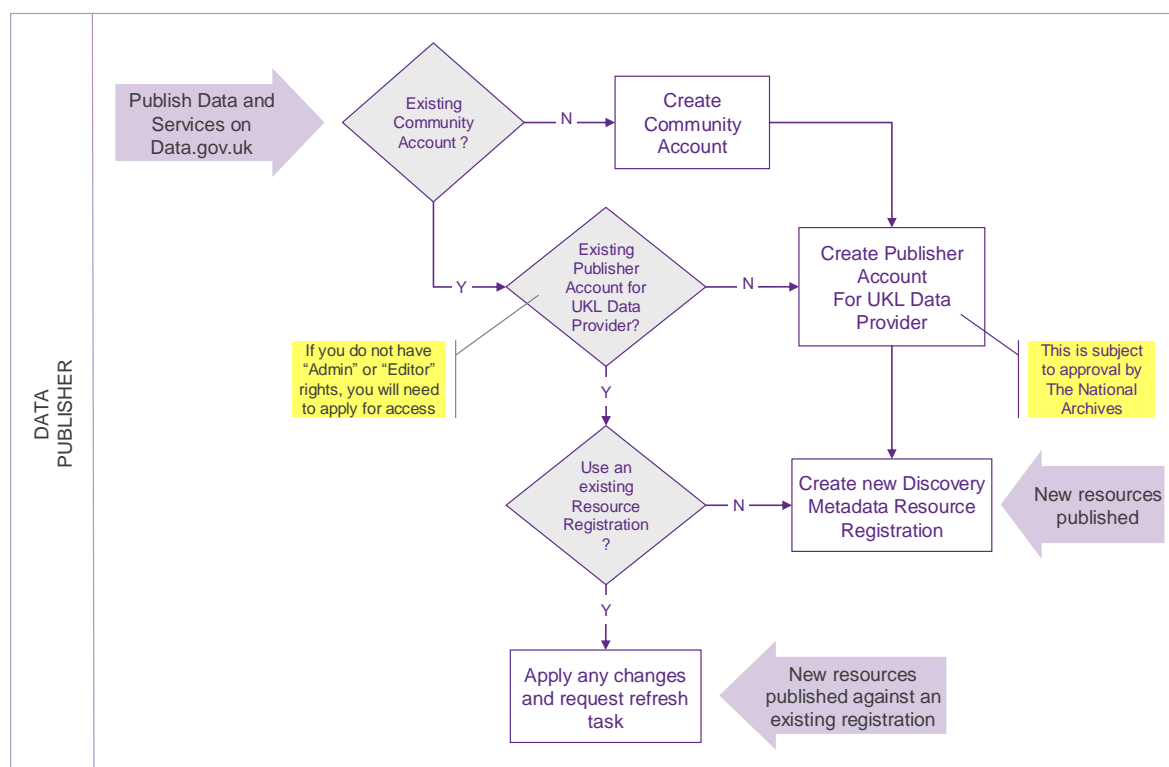 DATA
PUBLISHER
Publish Data and
Services on
Data.gov.uk
Existing
Community
Account ?
N
Create
Community
Account
Y
Existing
Publisher
Account for
UKL Data
Provider?
N
Create Publisher
Account
For UKL Data
Provider
If you do not have
“Admin” or “Editor”
rights, you will need
to apply for access
This is subject
to approval by
The National
Archives
Y
Use an
existing
Resource
Registration
?
N
Create new Discovery
Metadata Resource
Registration
New resources
published
Y
Apply any changes
and request refresh
task
New resources
published against an
existing registration